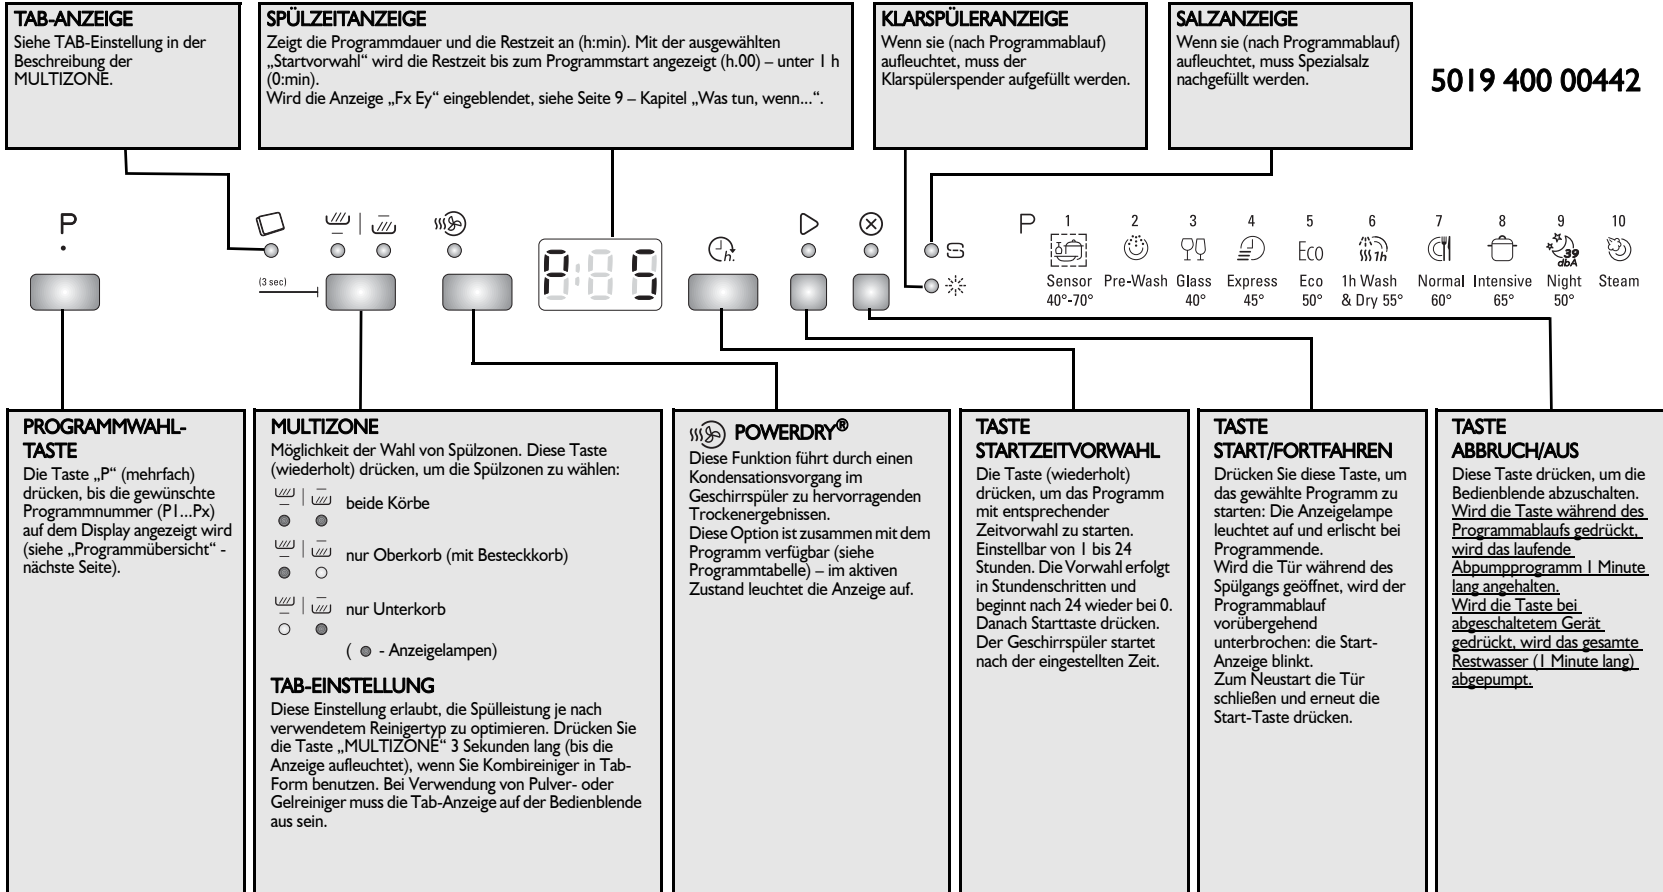 TAB-ANZEIGE
Siehe TAB-Einstellung in der
Beschreibung der
MULTIZONE.
SPÜLZEITANZEIGE
Zeigt die Programmdauer und die Restzeit an (h:min). Mit der ausgewählten
„Startvorwahl“ wird die Restzeit bis zum Programmstart angezeigt (h.00) – unter 1 h
(0:min).
Wird die Anzeige „Fx Ey“ eingeblendet, siehe Seite 9 – Kapitel „Was tun, wenn...“.
KLARSPÜLERANZEIGE
Wenn sie (nach Programmablauf)
aufleuchtet, muss der
Klarspülerspender aufgefüllt werden.
SALZANZEIGE
Wenn sie (nach Programmablauf)
aufleuchtet, muss Spezialsalz
nachgefüllt werden.
5019 400 00442
P
(3 sec)
P 5
h.
P 1 2 3 4 5 6 7 8 9 10
Eco 1h 39 dbA
Sensor Pre-Wash Glass Express Eco 1h Wash Normal Intensive Night Steam
40°-70° 40° 45° 50° & Dry 55° 60° 65° 50°
PROGRAMMWAHL-
TASTE
Die Taste „P“ (mehrfach)
drücken, bis die gewünschte
Programmnummer (P1...Px)
auf dem Display angezeigt wird
(siehe „Programmübersicht“ -
nächste Seite).
MULTIZONE
Möglichkeit der Wahl von Spülzonen. Diese Taste
(wiederholt) drücken, um die Spülzonen zu wählen:
beide Körbe
nur Oberkorb (mit Besteckkorb)
nur Unterkorb
( - Anzeigelampen)
TAB-EINSTELLUNG
Diese Einstellung erlaubt, die Spülleistung je nach
verwendetem Reinigertyp zu optimieren. Drücken Sie
die Taste „MULTIZONE“ 3 Sekunden lang (bis die
Anzeige aufleuchtet), wenn Sie Kombireiniger in Tab-
Form benutzen. Bei Verwendung von Pulver- oder
Gelreiniger muss die Tab-Anzeige auf der Bedienblende
aus sein.
POWERDRY®
Diese Funktion führt durch einen
Kondensationsvorgang im
Geschirrspüler zu hervorragenden
Trockenergebnissen.
Diese Option ist zusammen mit dem
Programm verfügbar (siehe
Programmtabelle) – im aktiven
Zustand leuchtet die Anzeige auf.
TASTE
STARTZEITVORWAHL
Die Taste (wiederholt)
drücken, um das Programm
mit entsprechender
Zeitvorwahl zu starten.
Einstellbar von 1 bis 24
Stunden. Die Vorwahl erfolgt
in Stundenschritten und
beginnt nach 24 wieder bei 0.
Danach Starttaste drücken.
Der Geschirrspüler startet
nach der eingestellten Zeit.
TASTE
START/FORTFAHREN
Drücken Sie diese Taste, um
das gewählte Programm zu
starten: Die Anzeigelampe
leuchtet auf und erlischt bei
Programmende.
Wird die Tür während des
Spülgangs geöffnet, wird der
Programmablauf
vorübergehend
unterbrochen: die Start-
Anzeige blinkt.
Zum Neustart die Tür
schließen und erneut die
Start-Taste drücken.
TASTE
ABBRUCH/AUS
Diese Taste drücken, um die
Bedienblende abzuschalten.
Wird die Taste während des
Programmablaufs gedrückt,
wird das laufende
Abpumpprogramm 1 Minute
lang angehalten.
Wird die Taste bei
abgeschaltetem Gerät
gedrückt, wird das gesamte
Restwasser (1 Minute lang)
abgepumpt.